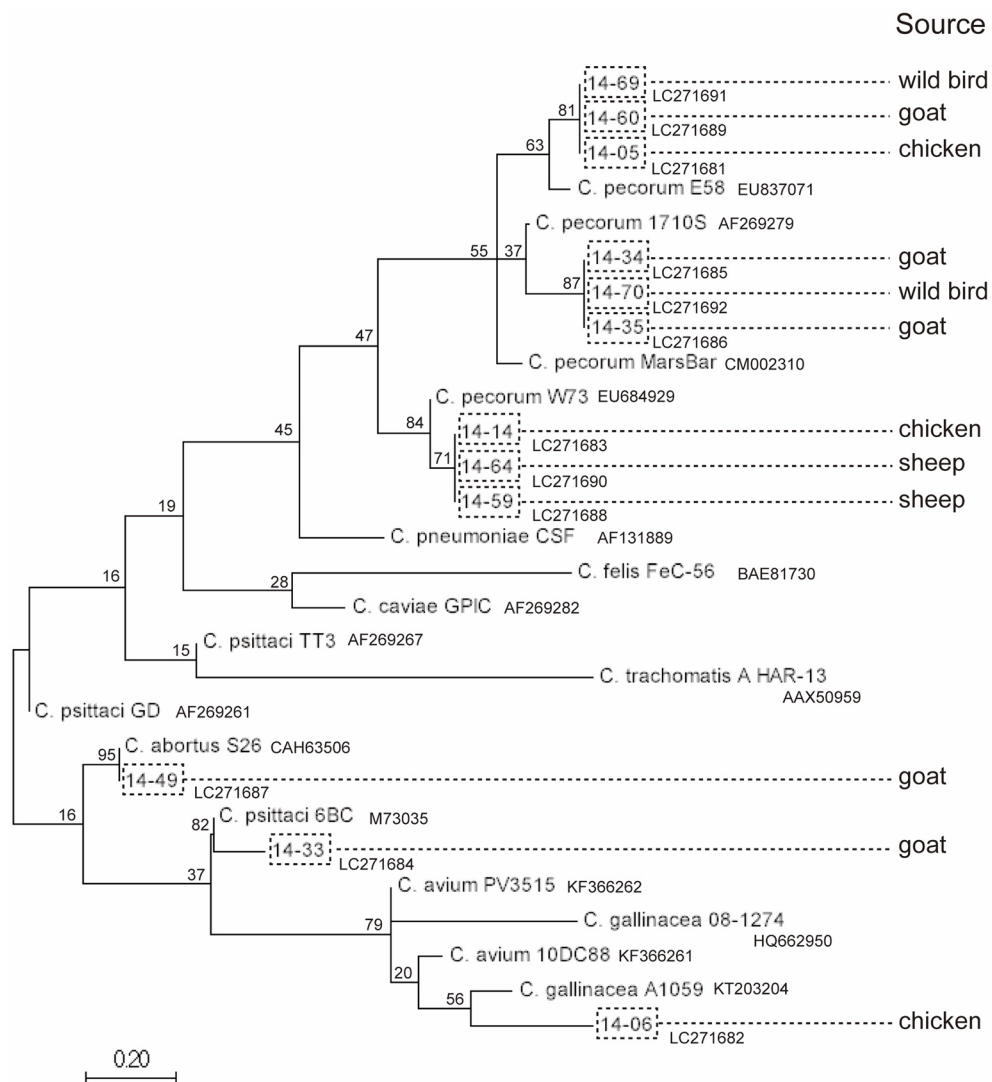 Source
14-69 LC271691 wild bird
81 14-60 LC271689 goat
63 14-05 LC271681 chicken
C. pecorum E58 EU837071
C. pecorum 1710S AF269279
55 37 14-34 LC271685 goat
87 14-70 LC271692 wild bird
14-35 LC271686 goat
47 C. pecorum MarsBar CM002310
C. pecorum W73 EU684929
45 84 14-14 LC271683 chicken
71 14-64 LC271690 sheep
14-59 LC271688 sheep
19 C. pneumoniae CSF AF131889
C. felis FeC-56 BAE81730
16 28 C. caviae GPIC AF269282
C. psittaci TT3 AF269267
15 C. trachomatis A HAR-13 AAX50959
C. psittaci GD AF269261
C. abortus S26 CAH63506
95 14-49 LC271687 goat
16 82 C. psittaci 6BC M73035
14-33 LC271684 goat
37 C. avium PV3515 KF366262
79 C. gallinacea 08-1274 HQ662950
C. avium 10DC88 KF366261
20 C. gallinacea A1059 KT203204
56 14-06 LC271682 chicken
0.20